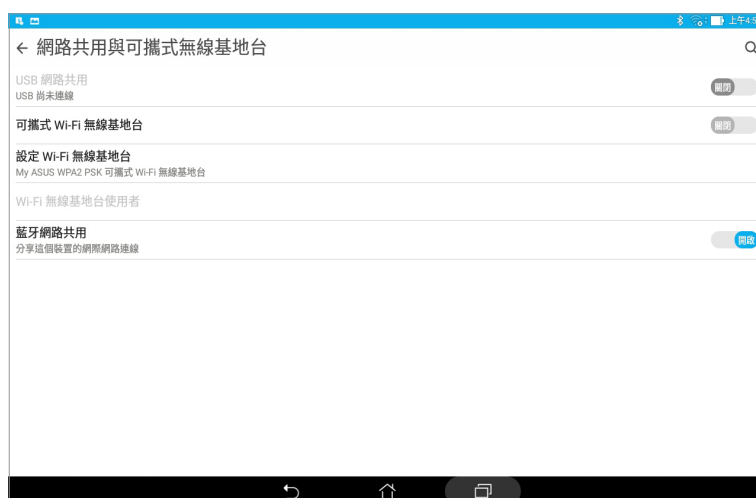 上午4:5
網路共用與可攜式無線基地台
USB 網路共用
USB 尚未連線
關閉
可攜式 Wi-Fi 無線基地台
關閉
設定 Wi-Fi 無線基地台
My ASUS WPA2 PSK 可攜式 Wi-Fi 無線基地台
Wi-Fi 無線基地台使用者
藍牙網路共用
分享這個裝置的網際網路連線
開啟